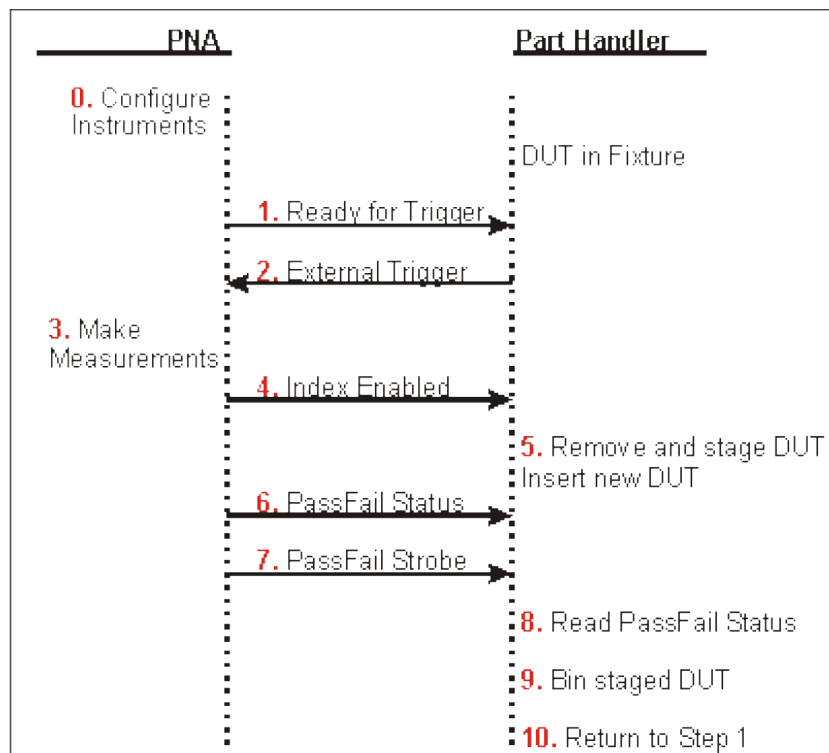 PNA
Part Handler
0. Configure
Instruments
DUT in Fixture
1. Ready for Trigger
2. External Trigger
3. Make
Measurements
4. Index Enabled
5. Remove and stage DUT
Insert new DUT
6. PassFail Status
7. PassFail Strobe
8. Read PassFail Status
9. Bin staged DUT
10. Return to Step 1